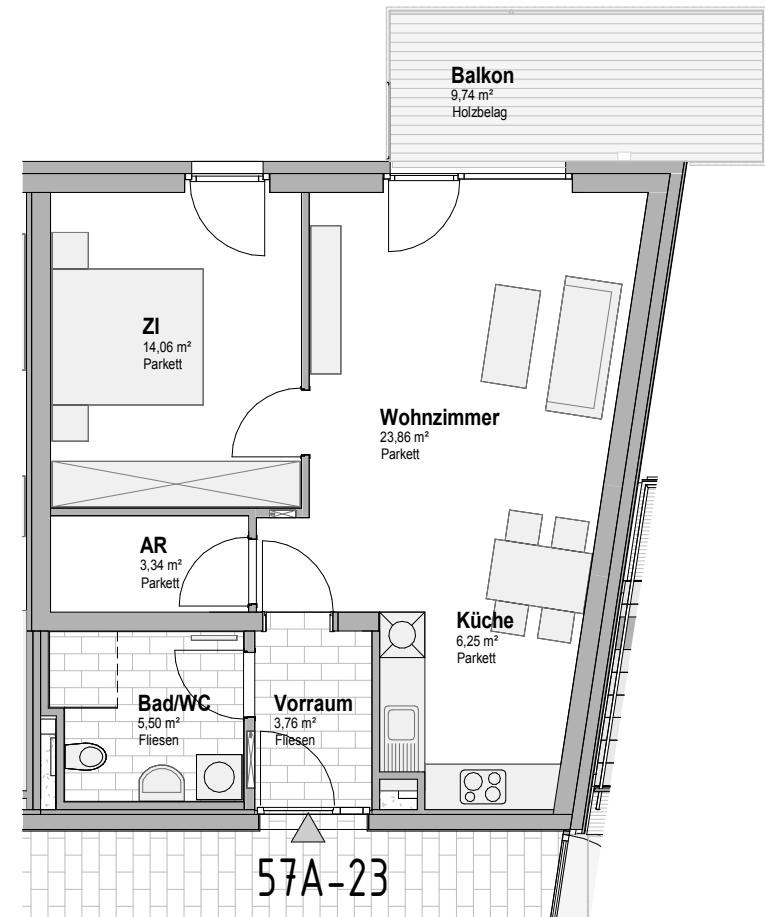 Balkon
9,74 m²
Holzbelag
ZI
14,06 m²
Parkett
Wohnzimmer
23,86 m²
Parkett
AR
3,34 m²
Parkett
Küche
6,25 m²
Parkett
Bad/WC
5,50 m²
Fliesen
Vorraum
3,76 m²
Fliesen
57A-23